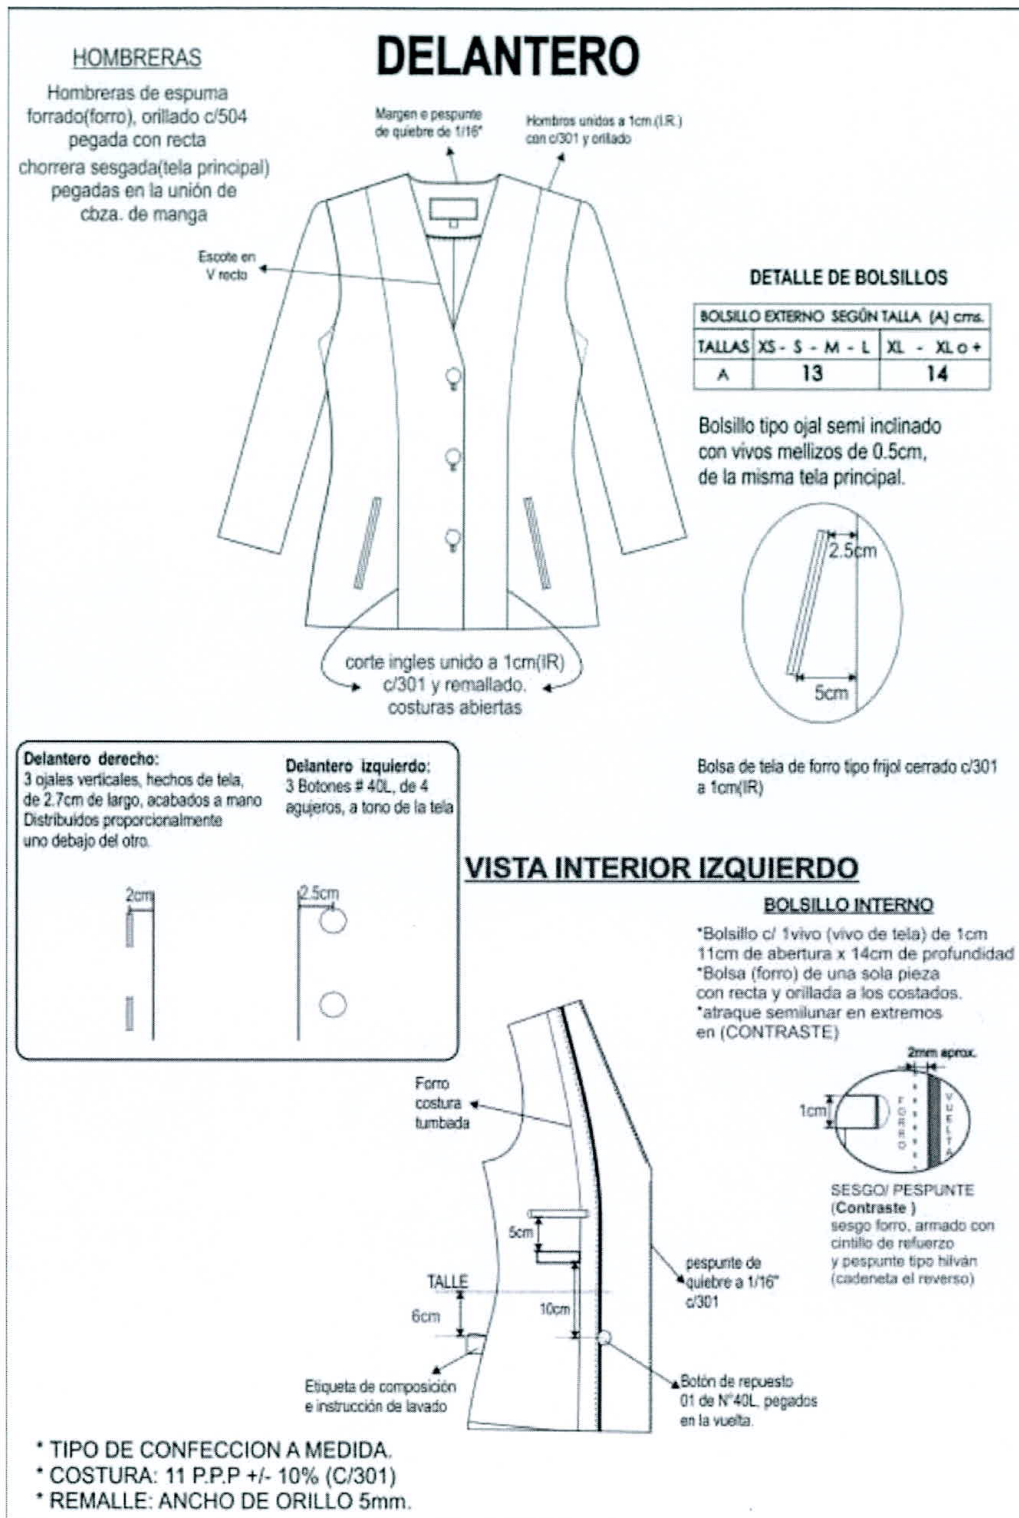 DELANTERO
HOMBRERAS
Hombreras de espuma
forrado(forro), orillado c/504
pegada con recta
chorrera sesgada(tela principal)
pegadas en la unión de
cbza. de manga
Margen e pespunte
de quiebre de 1/16"
Hombros unidos a 1cm.(I.R.)
con c/301 y orillado
Escote en
V recto
DETALLE DE BOLSILLOS
BOLSILLO EXTERNO SEGÚN TALLA (A) cms.
TALLAS XS - S - M - L XL - XL o +
A 13 14
Bolsillo tipo ojal semi inclinado
con vivos mellizos de 0.5cm,
de la misma tela principal.
2.5cm
5cm
corte ingles unido a 1cm(IR)
c/301 y remallado.
costuras abiertas
Bolsa de tela de forro tipo frijol cerrado c/301
a 1cm(IR)
Delantero derecho:
3 ojales verticales, hechos de tela,
de 2.7cm de largo, acabados a mano
Distribuídos proporcionalmente
uno debajo del otro.
Delantero izquierdo:
3 Botones # 40L, de 4
agujeros, a tono de la tela
2cm
2.5cm
VISTA INTERIOR IZQUIERDO
BOLSILLO INTERNO
*Bolsillo c/ 1vivo (vivo de tela) de 1cm
11cm de abertura x 14cm de profundidad
*Bolsa (forro) de una sola pieza
con recta y orillada a los costados.
*atraque semilunar en extremos
en (CONTRASTE)
2mm aprox.
1cm
FORRO
VUELTA
SESGO/ PESPUNTE
(Contraste )
sesgo forro, armado con
cintillo de refuerzo
y pespunte tipo hilván
(cadeneta el reverso)
Forro
costura
tumbada
5cm
TALLE
6cm
10cm
pespunte de
quiebre a 1/16"
c/301
Etiqueta de composición
e instrucción de lavado
Botón de repuesto
01 de N°40L, pegados
en la vuelta.
* TIPO DE CONFECCION A MEDIDA.
* COSTURA: 11 P.P.P +/- 10% (C/301)
* REMALLE: ANCHO DE ORILLO 5mm.